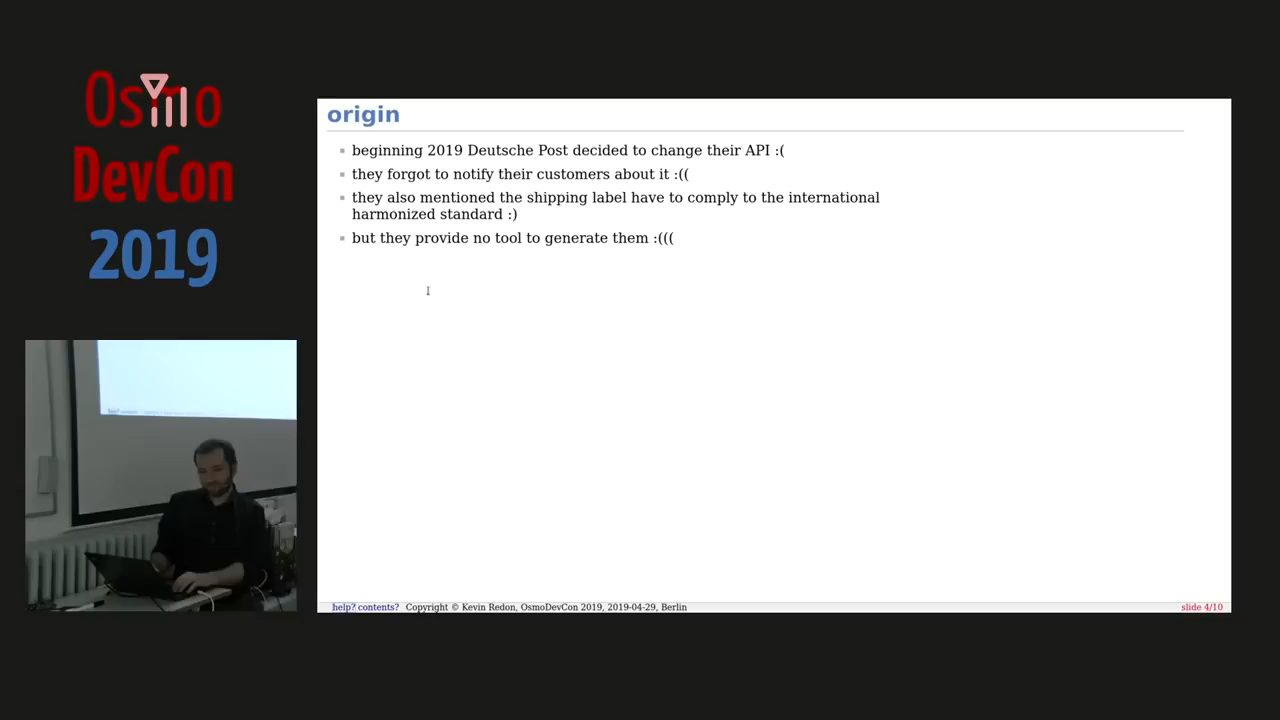 Osmo
DevCon
2019
origin
beginning 2019 Deutsche Post decided to change their API :(
they forgot to notify their customers about it :((
they also mentioned the shipping label have to comply to the international
harmonized standard :)
but they provide no tool to generate them :(((
help? contents? Copyright © Kevin Redon, OsmoDevCon 2019, 2019-04-29, Berlin
slide 4/10